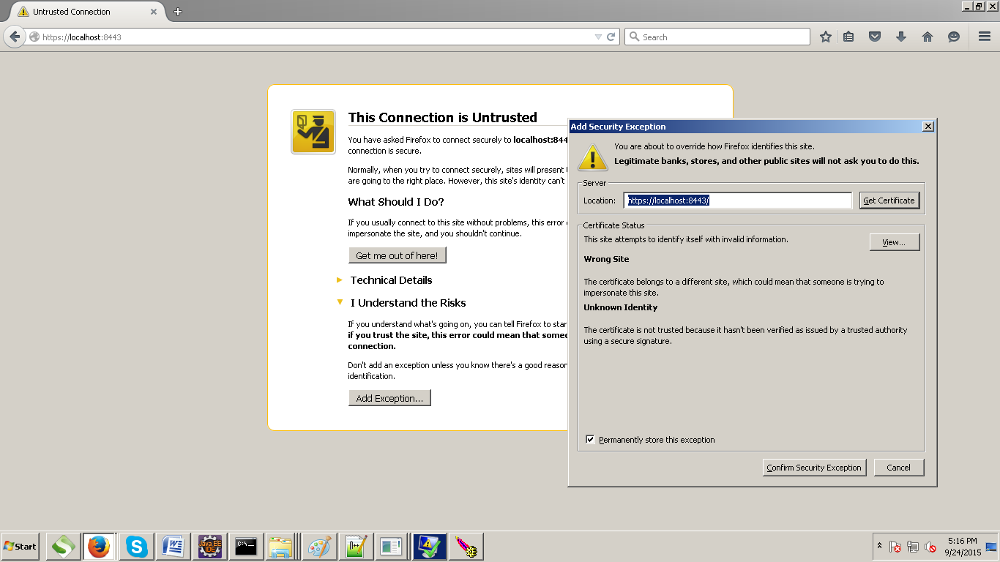 Untrusted Connection
https://localhost:8443
Search
This Connection is Untrusted
You have asked Firefox to connect securely to localhost:844
connection is secure.
Normally, when you try to connect securely, sites will present
are going to the right place. However, this site's identity can't
What Should I Do?
If you usually connect to this site without problems, this error
impersonate the site, and you shouldn't continue.
Get me out of here!
Technical Details
I Understand the Risks
If you understand what's going on, you can tell Firefox to star
if you trust the site, this error could mean that some
connection.
Don't add an exception unless you know there's a good reason
identification.
Add Exception...
Add Security Exception
You are about to override how Firefox identifies this site.
Legitimate banks, stores, and other public sites will not ask you to do this.
Server
Location: https://localhost:8443/ Get Certificate
Certificate Status
This site attempts to identify itself with invalid information.
View...
Wrong Site
The certificate belongs to a different site, which could mean that someone is trying to
impersonate this site.
Unknown Identity
The certificate is not trusted because it hasn't been verified as issued by a trusted authority
using a secure signature.
Permanently store this exception
Confirm Security Exception Cancel
Start
Java EE
IDE
C:\
5:16 PM
9/24/2015